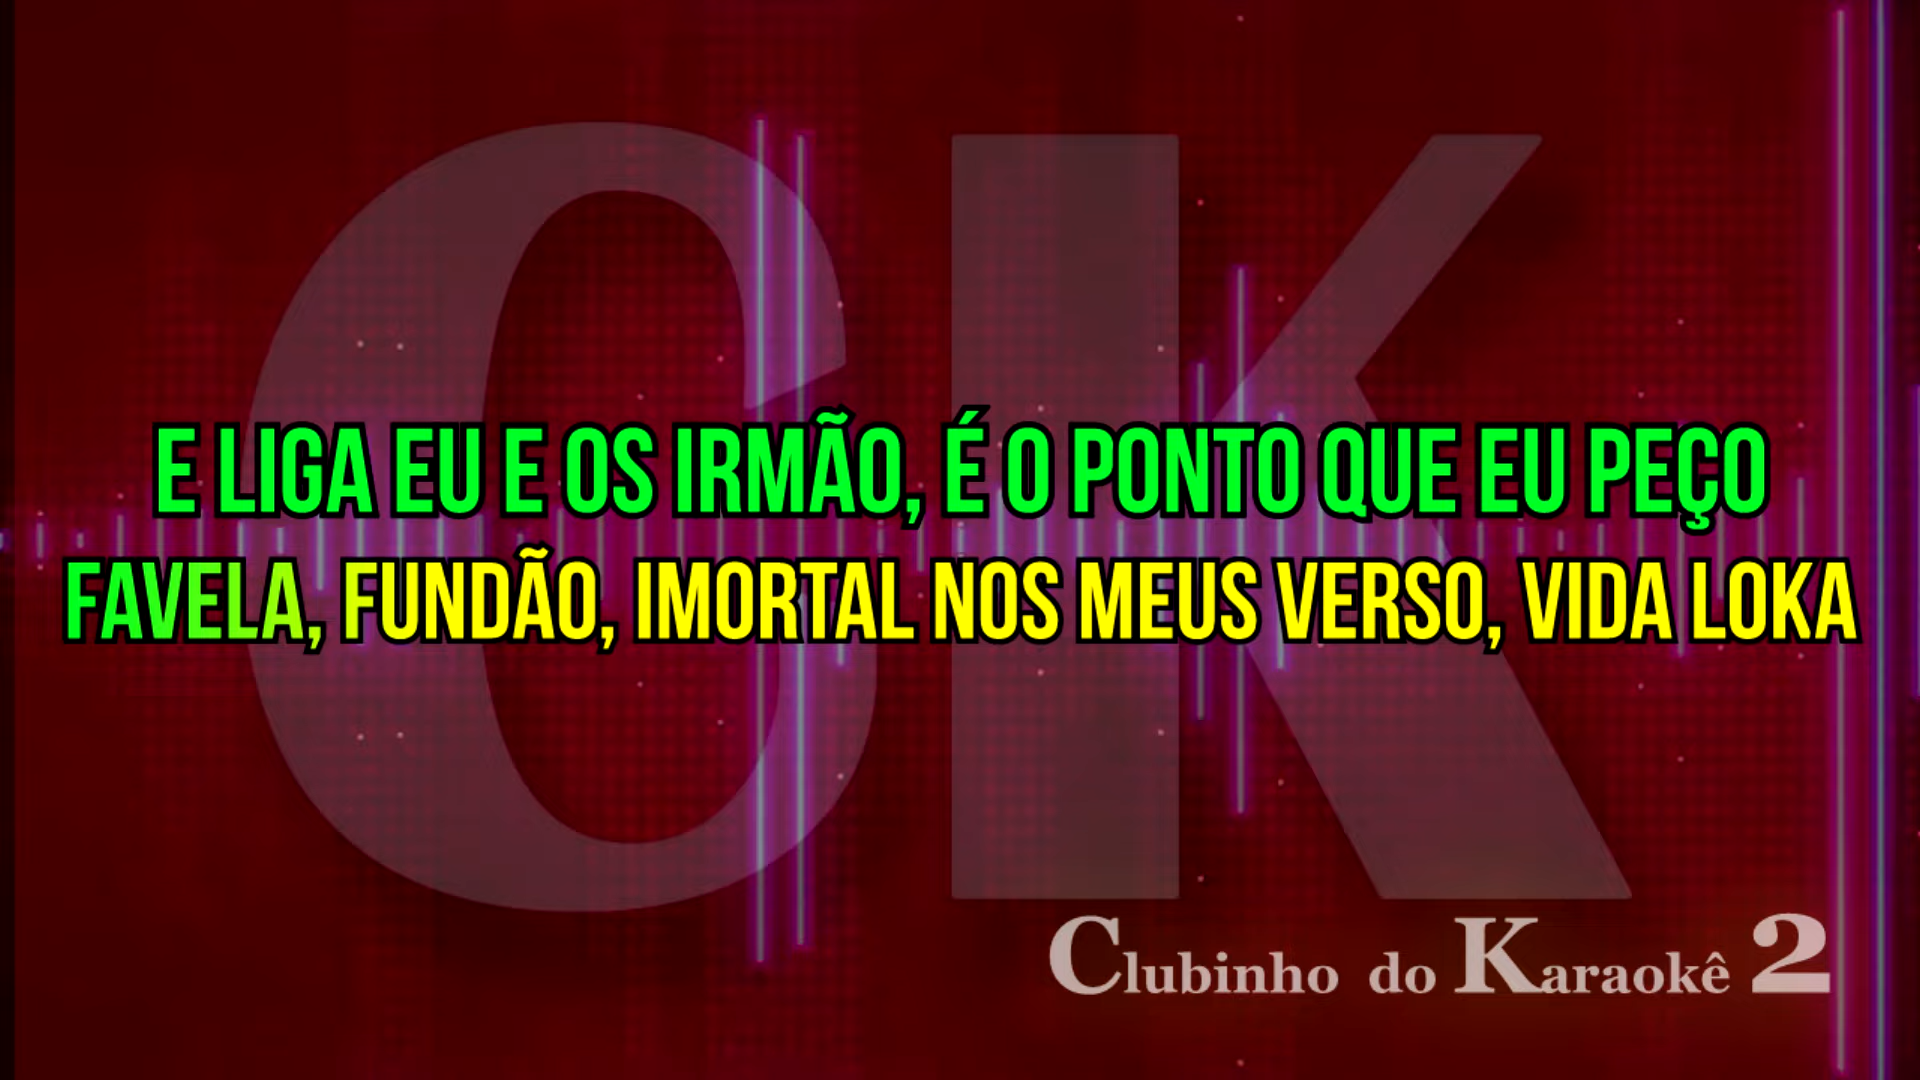 CK
E LIGA EU E OS IRMÃO, É O PONTO QUE EU PEÇO
FAVELA, FUNDÃO, IMORTAL NOS MEUS VERSO, VIDA LOKA
Clubinho do Karaokê 2